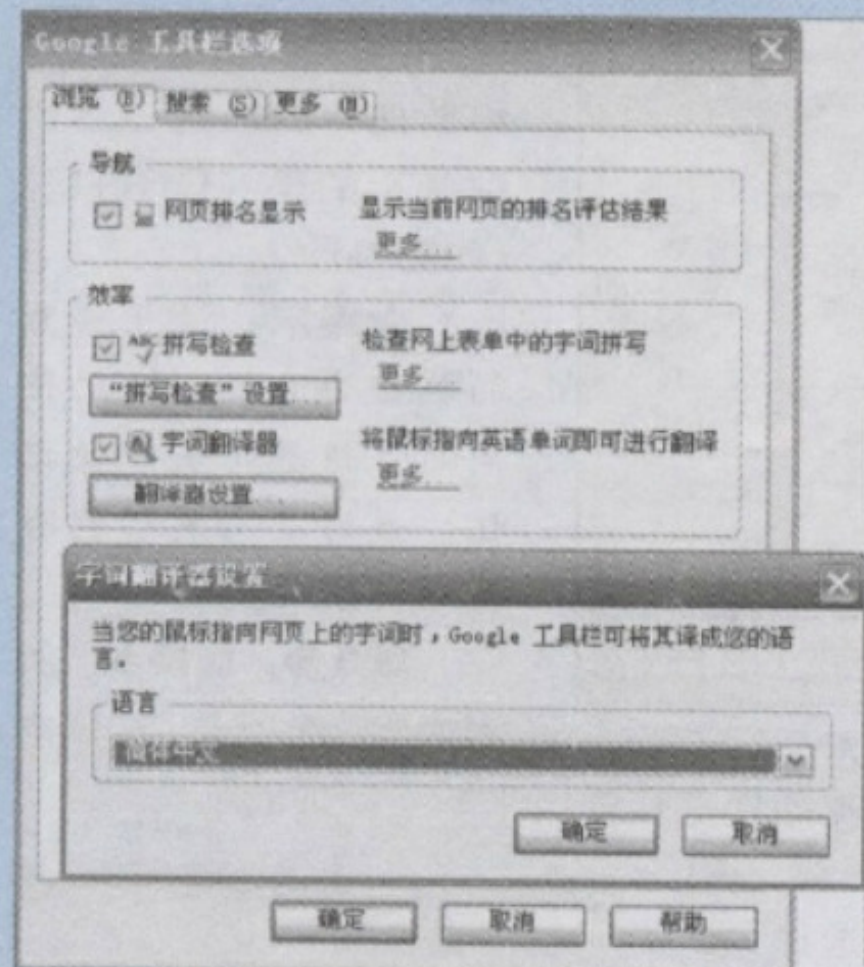 Google 工具栏选项
浏览 (B) 搜索 (S) 更多 (M)
导航
网页排名显示 显示当前网页的排名评估结果
更多...
效率
ABC 拼写检查 检查网上表单中的字词拼写
更多...
“拼写检查”设置...
字词翻译器 将鼠标指向英语单词即可进行翻译
更多...
翻译器设置...
字词翻译器设置
当您的鼠标指向网页上的字词时，Google 工具栏可将其译成您的语
言。
语言
简体中文
确定 取消
确定 取消 帮助